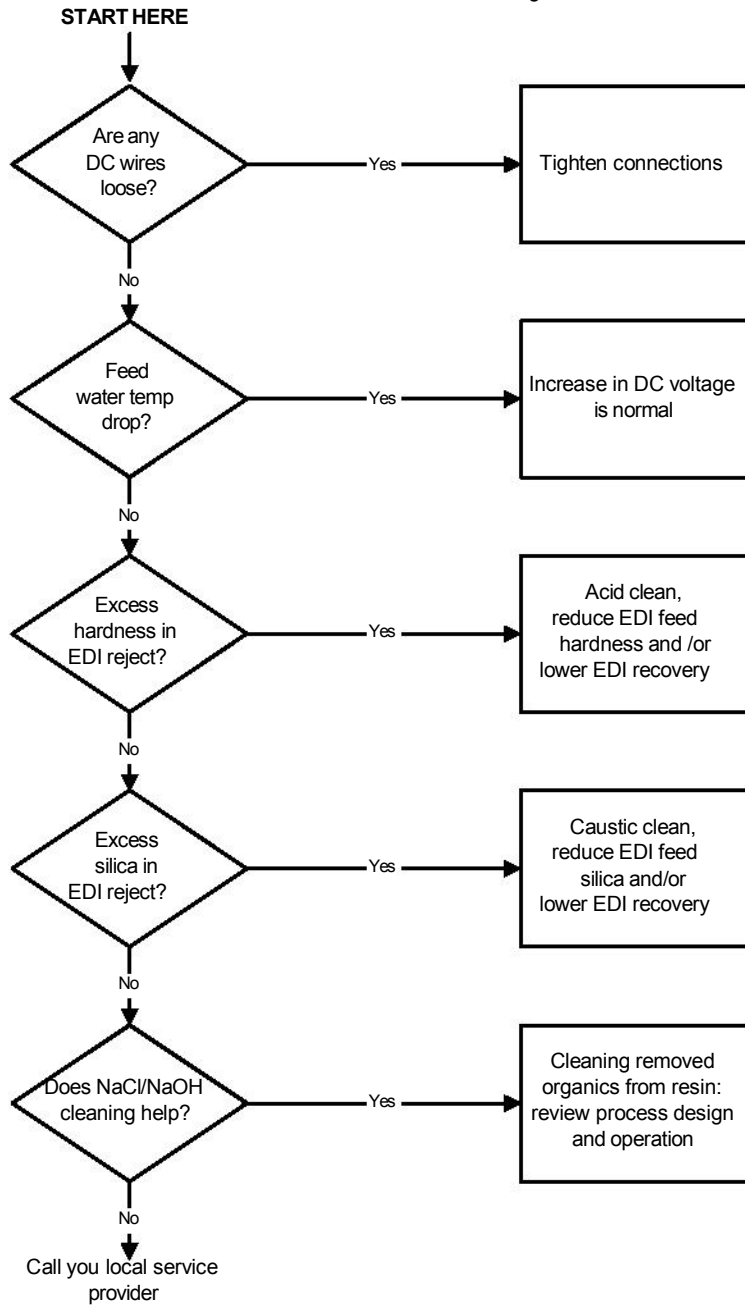 START HERE
Are any
DC wires
loose?
Yes
Tighten connections
No
Feed
water temp
drop?
Yes
Increase in DC voltage
is normal
No
Excess
hardness in
EDI reject?
Yes
Acid clean,
reduce EDI feed
hardness and /or
lower EDI recovery
No
Excess
silica in
EDI reject?
Yes
Caustic clean,
reduce EDI feed
silica and/or
lower EDI recovery
No
Does NaCl/NaOH
cleaning help?
Yes
Cleaning removed
organics from resin:
review process design
and operation
No
Call you local service
provider